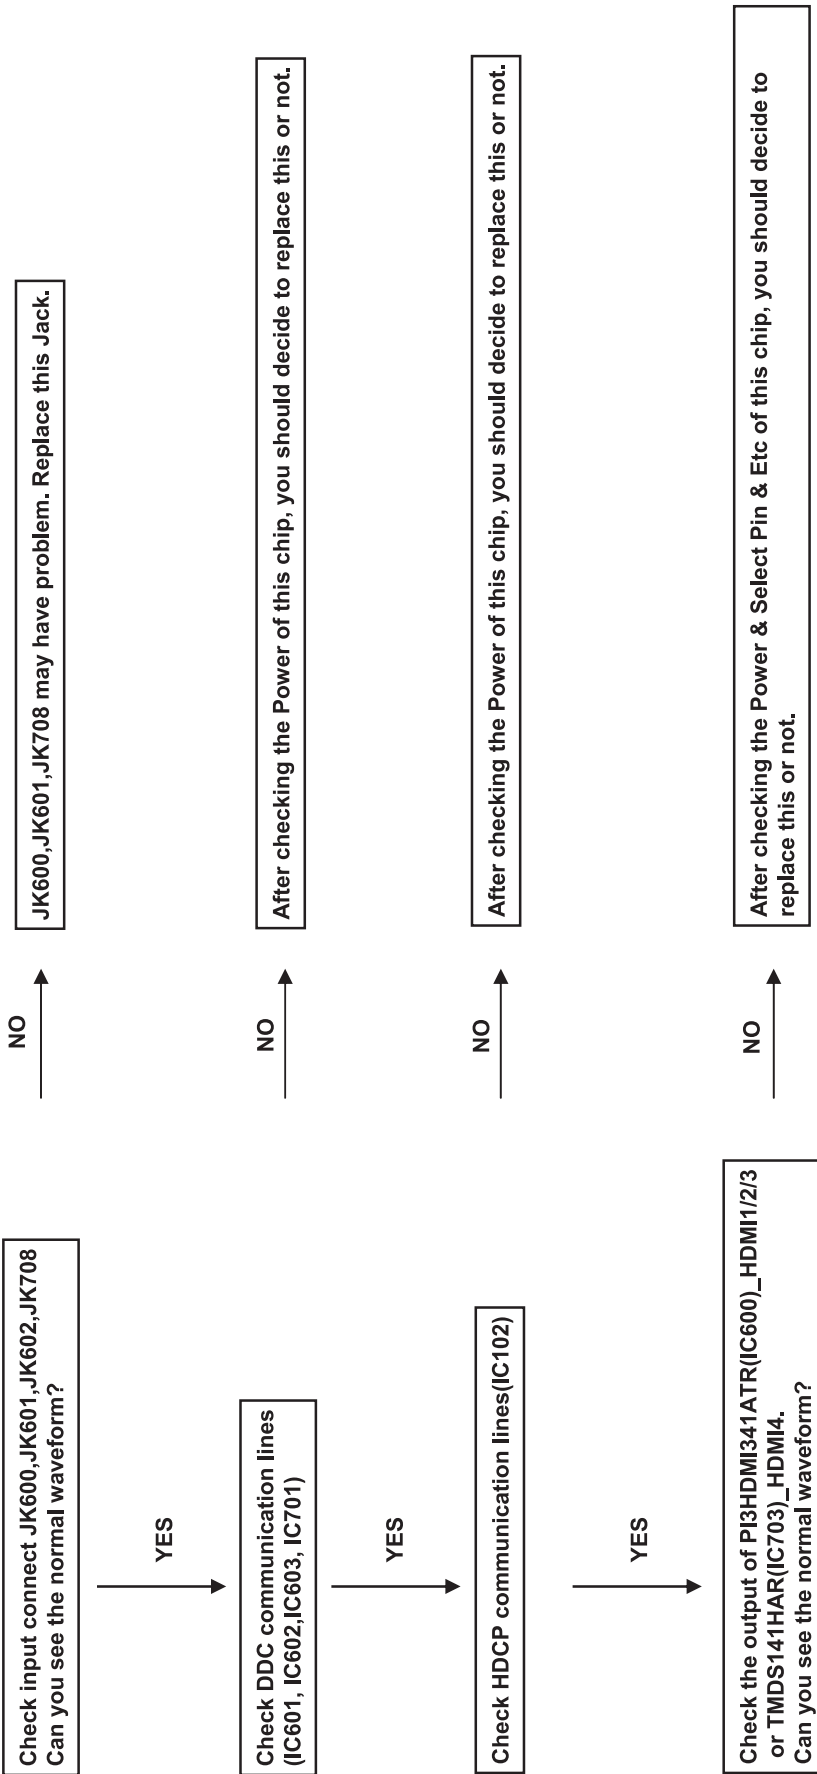 Check input connect JK600,JK601,JK602,JK708
Can you see the normal waveform?
NO
JK600,JK601,JK708 may have problem. Replace this Jack.
YES
Check DDC communication lines
(IC601, IC602,IC603, IC701)
NO
After checking the Power of this chip, you should decide to replace this or not.
YES
Check HDCP communication lines(IC102)
NO
After checking the Power of this chip, you should decide to replace this or not.
YES
Check the output of PI3HDMI341ATR(IC600)_HDMI1/2/3
or TMDS141HAR(IC703)_HDMI4.
Can you see the normal waveform?
NO
After checking the Power & Select Pin & Etc of this chip, you should decide to
replace this or not.